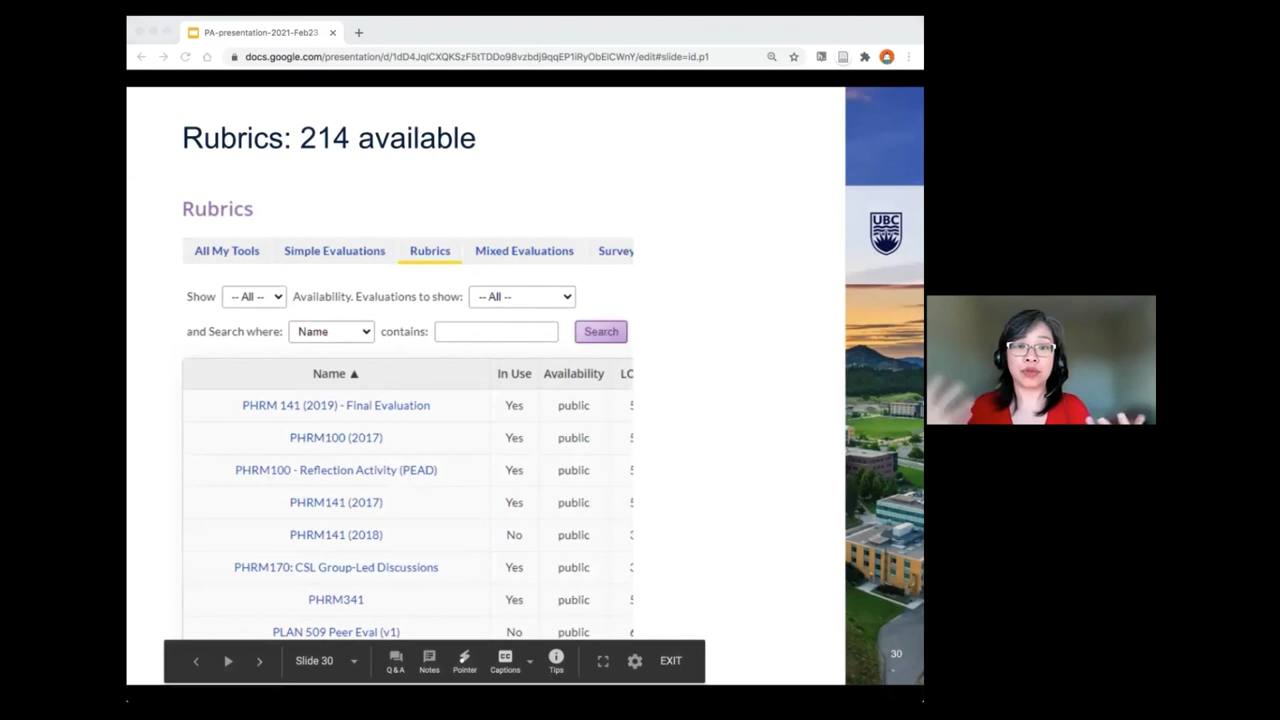 PA-presentation-2021-Feb23
docs.google.com/presentation/d/1dD4JqlCXQKSzF5tTDDo98vzbdj9qqEP1iRyObElCWnY/edit#slide=id.p1
Rubrics: 214 available
Rubrics
All My Tools Simple Evaluations Rubrics Mixed Evaluations Survey
Show -- All -- Availability. Evaluations to show: -- All --
and Search where: Name contains: Search
Name ▲ In Use Availability LO
PHRM 141 (2019) - Final Evaluation Yes public
PHRM100 (2017) Yes public
PHRM100 - Reflection Activity (PEAD) Yes public
PHRM141 (2017) Yes public
PHRM141 (2018) No public
PHRM170: CSL Group-Led Discussions Yes public
PHRM341 Yes public
PLAN 509 Peer Eval (v1) No public
UBC
30
Slide 30 Q & A Notes Pointer Captions Tips EXIT